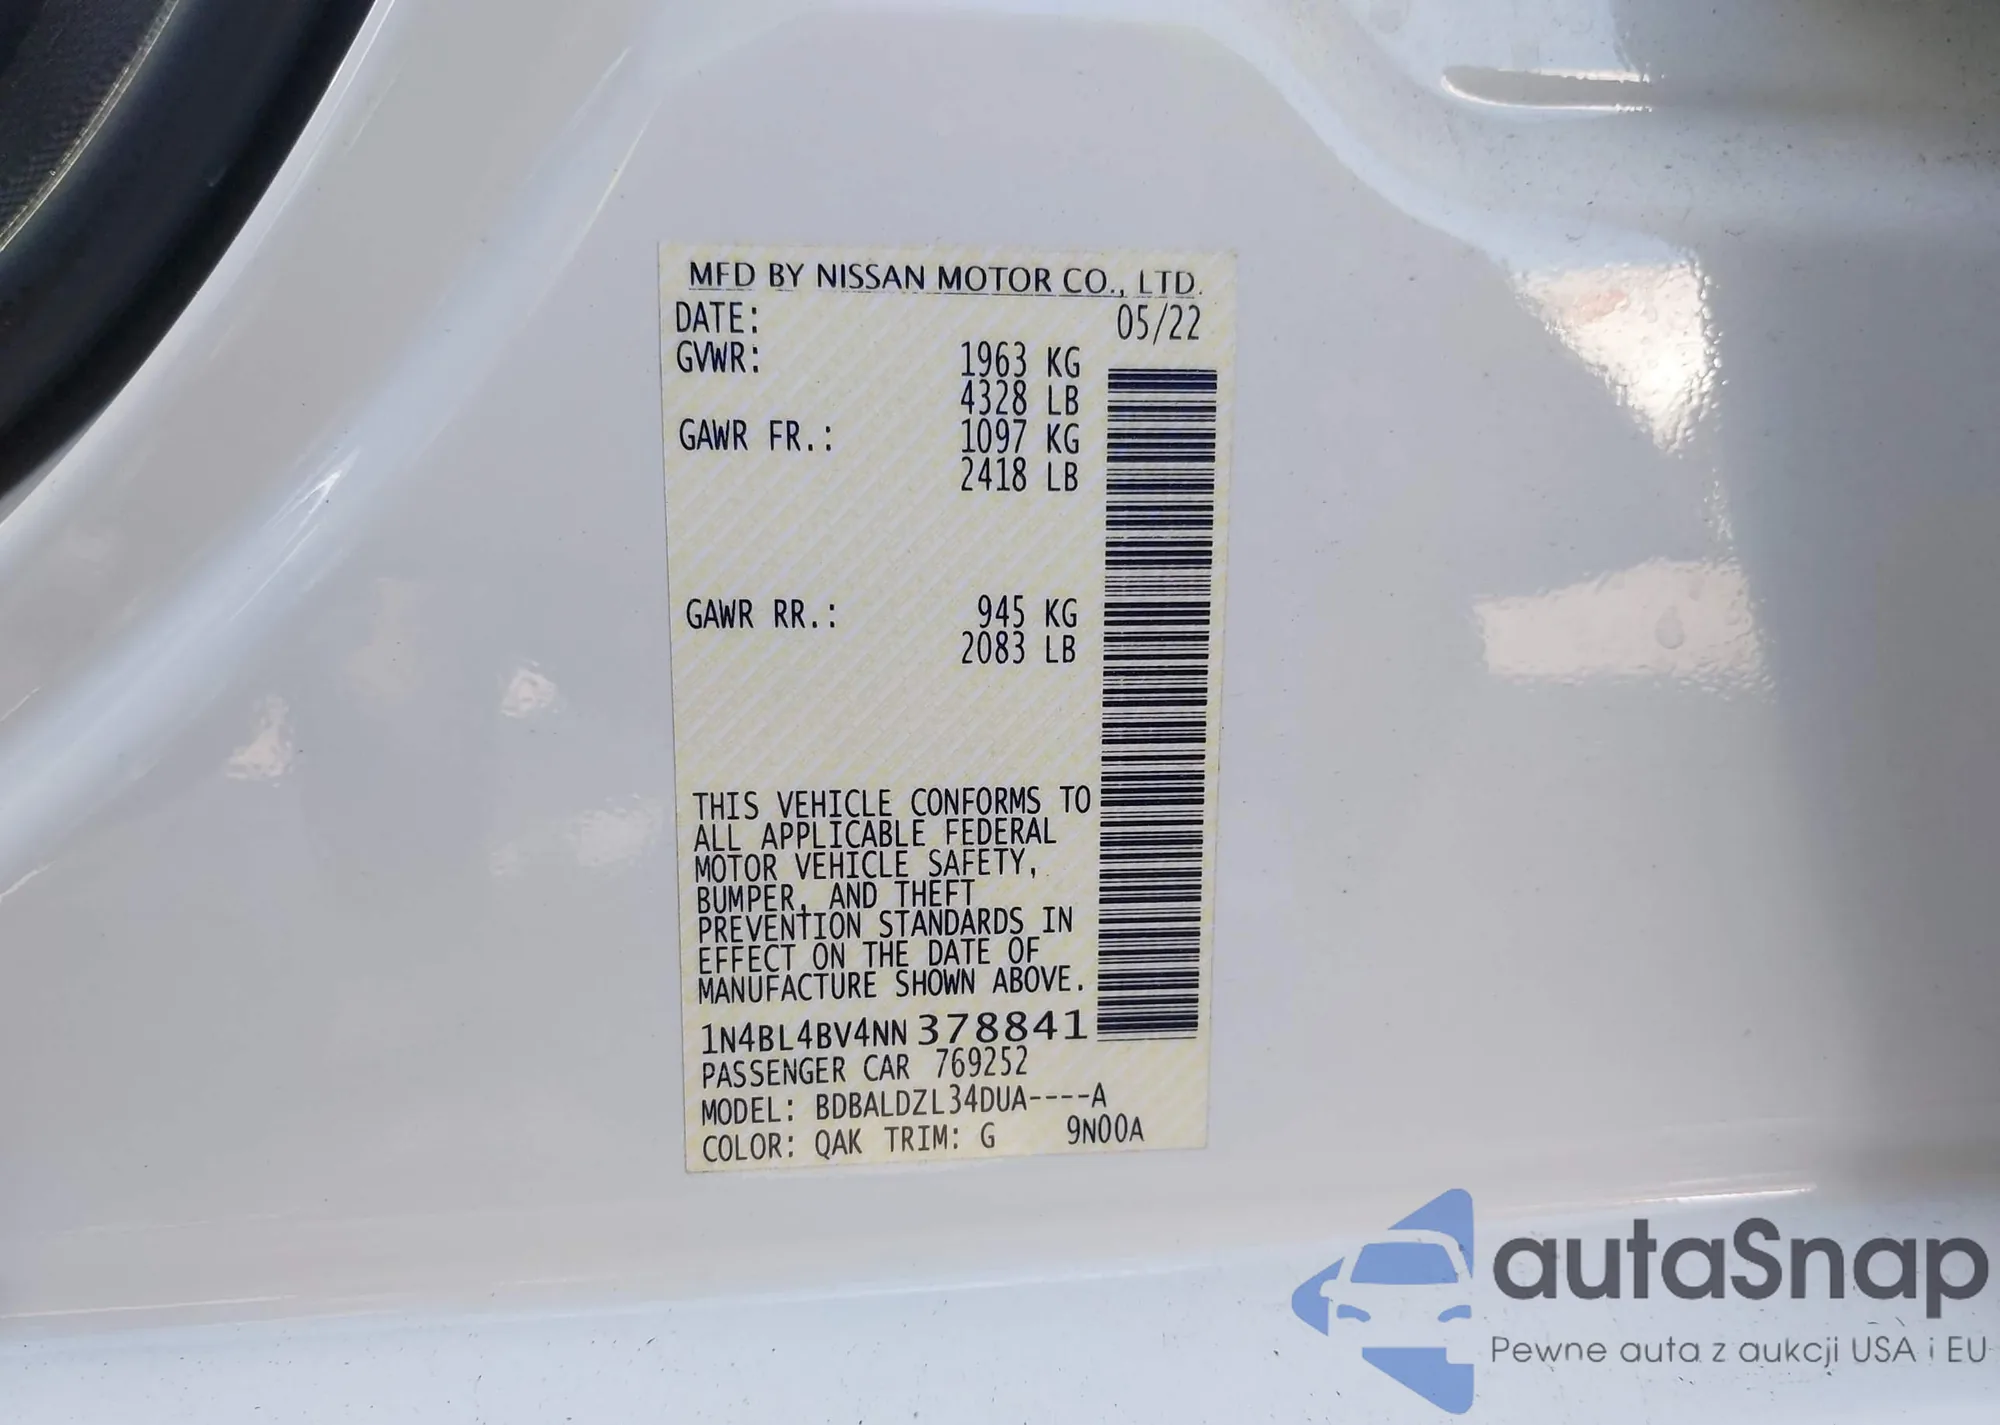 MFD BY NISSAN MOTOR CO., LTD.
DATE: 05/22
GVWR: 1963 KG
4328 LB
GAWR FR.: 1097 KG
2418 LB
GAWR RR.: 945 KG
2083 LB
THIS VEHICLE CONFORMS TO
ALL APPLICABLE FEDERAL
MOTOR VEHICLE SAFETY,
BUMPER, AND THEFT
PREVENTION STANDARDS IN
EFFECT ON THE DATE OF
MANUFACTURE SHOWN ABOVE.
1N4BL4BV4NN378841
PASSENGER CAR 769252
MODEL: BDBALDZL34DUA----A
COLOR: QAK TRIM: G 9N00A
autaSnap
Pewne auta z aukcji USA i EU